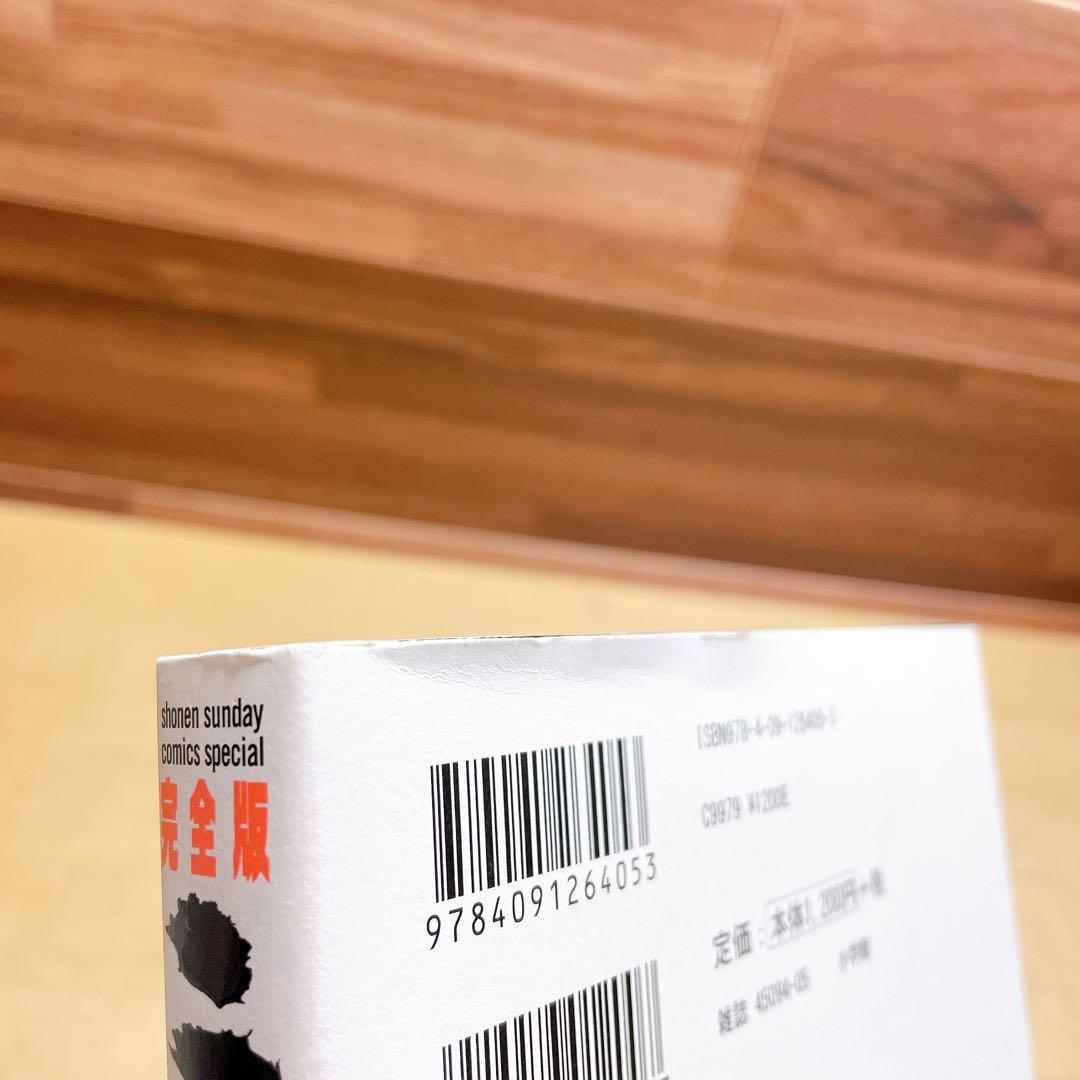 shonen sunday
comics special
完全版
9784091264053
ISBN978-4-09-126405-3
C9979 ¥1200E
定価：本体1,200円+税
雑誌 45094-05
小学館